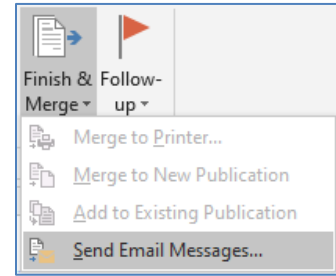 Finish & Follow-
Merge up
Merge to Printer...
Merge to New Publication
Add to Existing Publication
Send Email Messages...